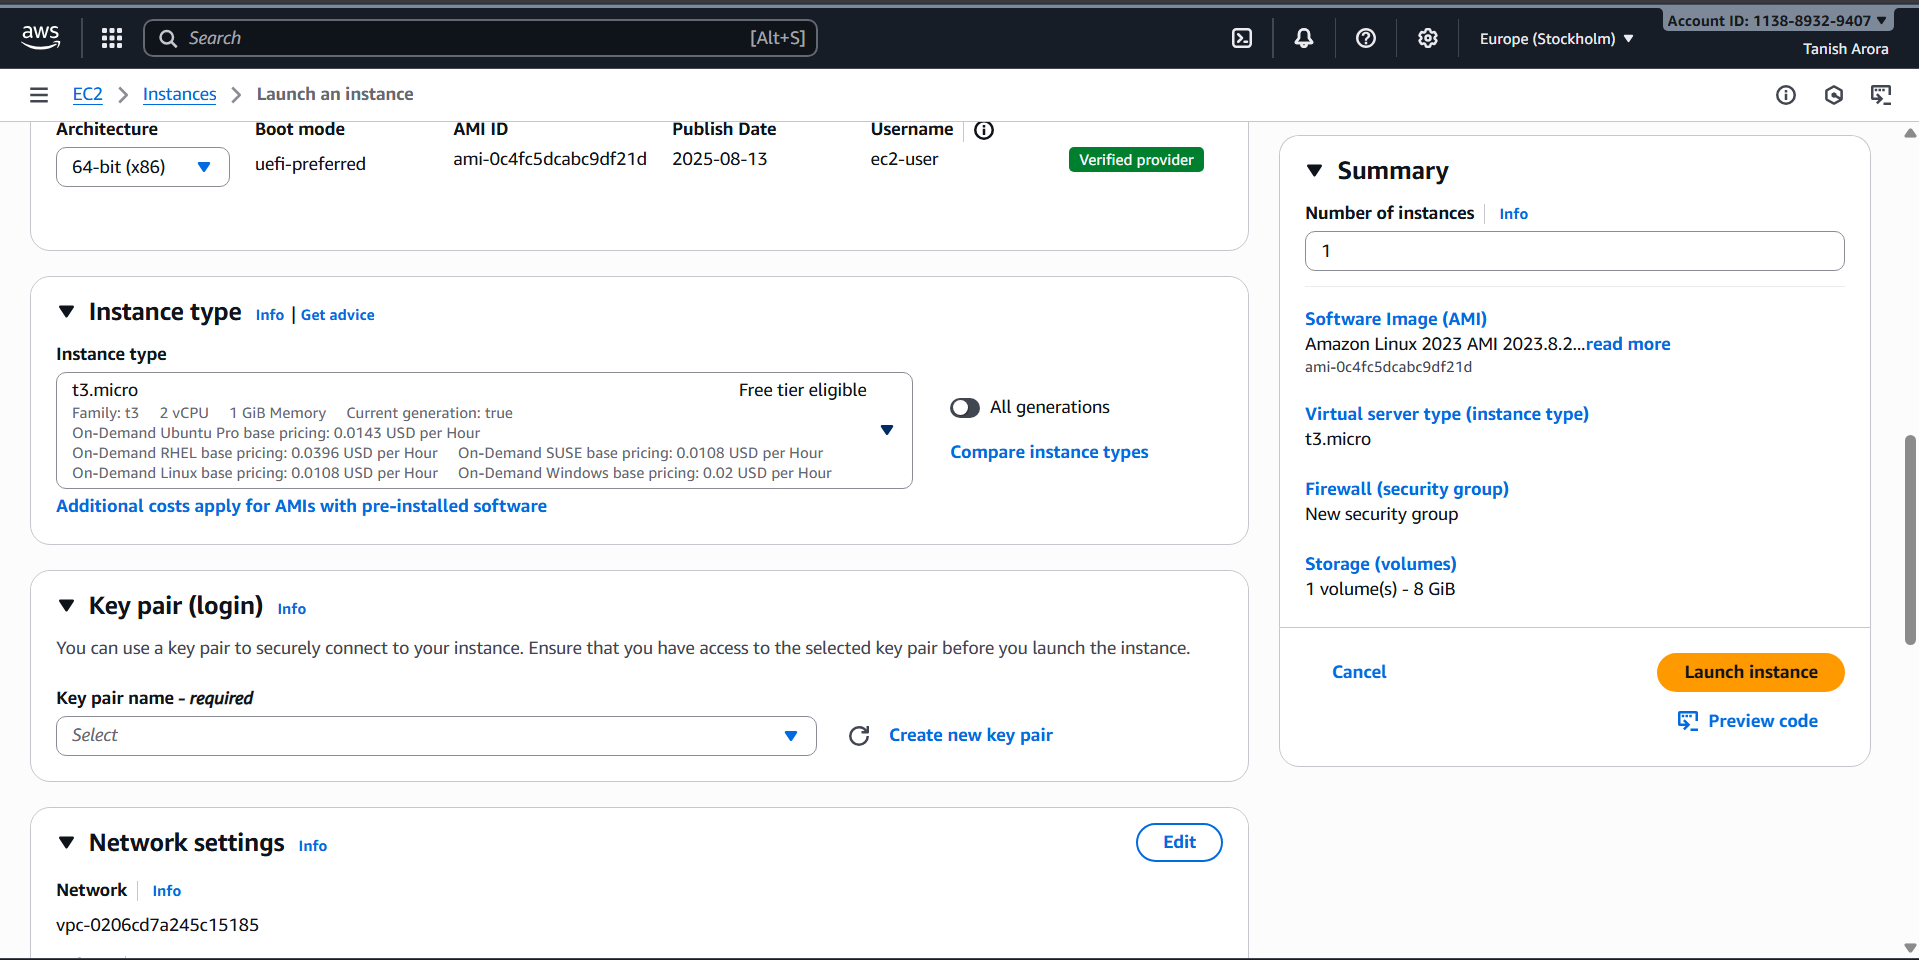 aws
Search [Alt+S]
Europe (Stockholm)
Account ID: 1138-8932-9407
Tanish Arora
EC2 Instances Launch an instance
Architecture Boot mode AMI ID Publish Date Username
64-bit (x86) uefi-preferred ami-0c4fc5dcabc9df21d 2025-08-13 ec2-user Verified provider
Instance type Info | Get advice
Instance type
t3.micro Free tier eligible
Family: t3 2 vCPU 1 GiB Memory Current generation: true
On-Demand Ubuntu Pro base pricing: 0.0143 USD per Hour
On-Demand RHEL base pricing: 0.0396 USD per Hour On-Demand SUSE base pricing: 0.0108 USD per Hour
On-Demand Linux base pricing: 0.0108 USD per Hour On-Demand Windows base pricing: 0.02 USD per Hour
All generations
Compare instance types
Additional costs apply for AMIs with pre-installed software
Key pair (login) Info
You can use a key pair to securely connect to your instance. Ensure that you have access to the selected key pair before you launch the instance.
Key pair name - required
Select
Create new key pair
Network settings Info
Edit
Network Info
vpc-0206cd7a245c15185
Summary
Number of instances Info
1
Software Image (AMI)
Amazon Linux 2023 AMI 2023.8.2...read more
ami-0c4fc5dcabc9df21d
Virtual server type (instance type)
t3.micro
Firewall (security group)
New security group
Storage (volumes)
1 volume(s) - 8 GiB
Cancel
Launch instance
Preview code